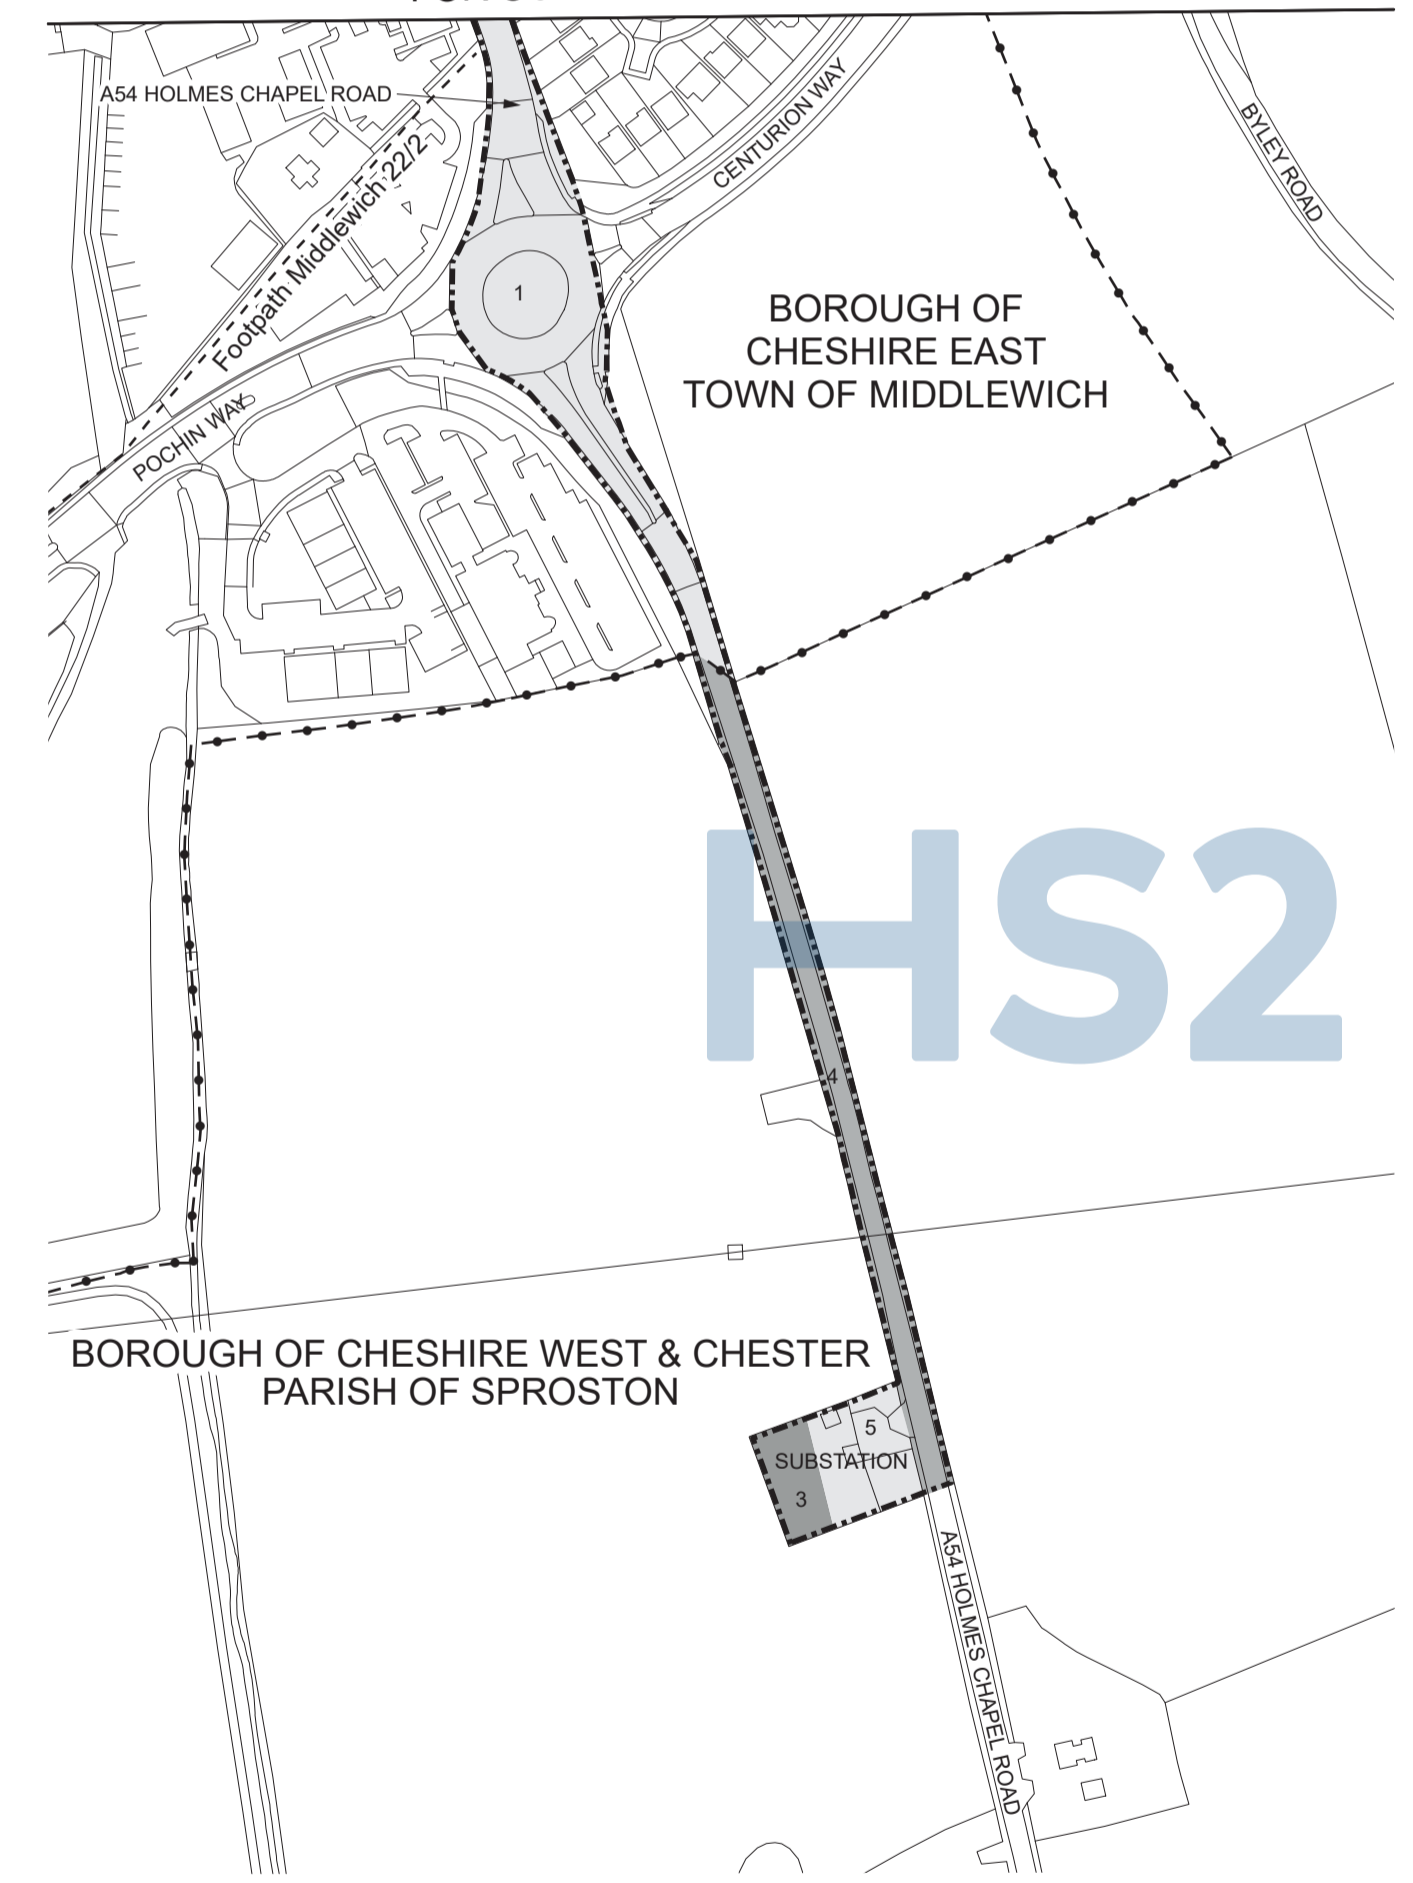 A54 HOLMES CHAPEL ROAD
CENTURION WAY
BYLEY ROAD
Footpath Middlewich 22/2
1
BOROUGH OF
CHESHIRE EAST
TOWN OF MIDDLEWICH
POCHIN WAY
HS2
4
BOROUGH OF CHESHIRE WEST & CHESTER
PARISH OF SPROSTON
5
SUBSTATION
3
A54 HOLMES CHAPEL ROAD